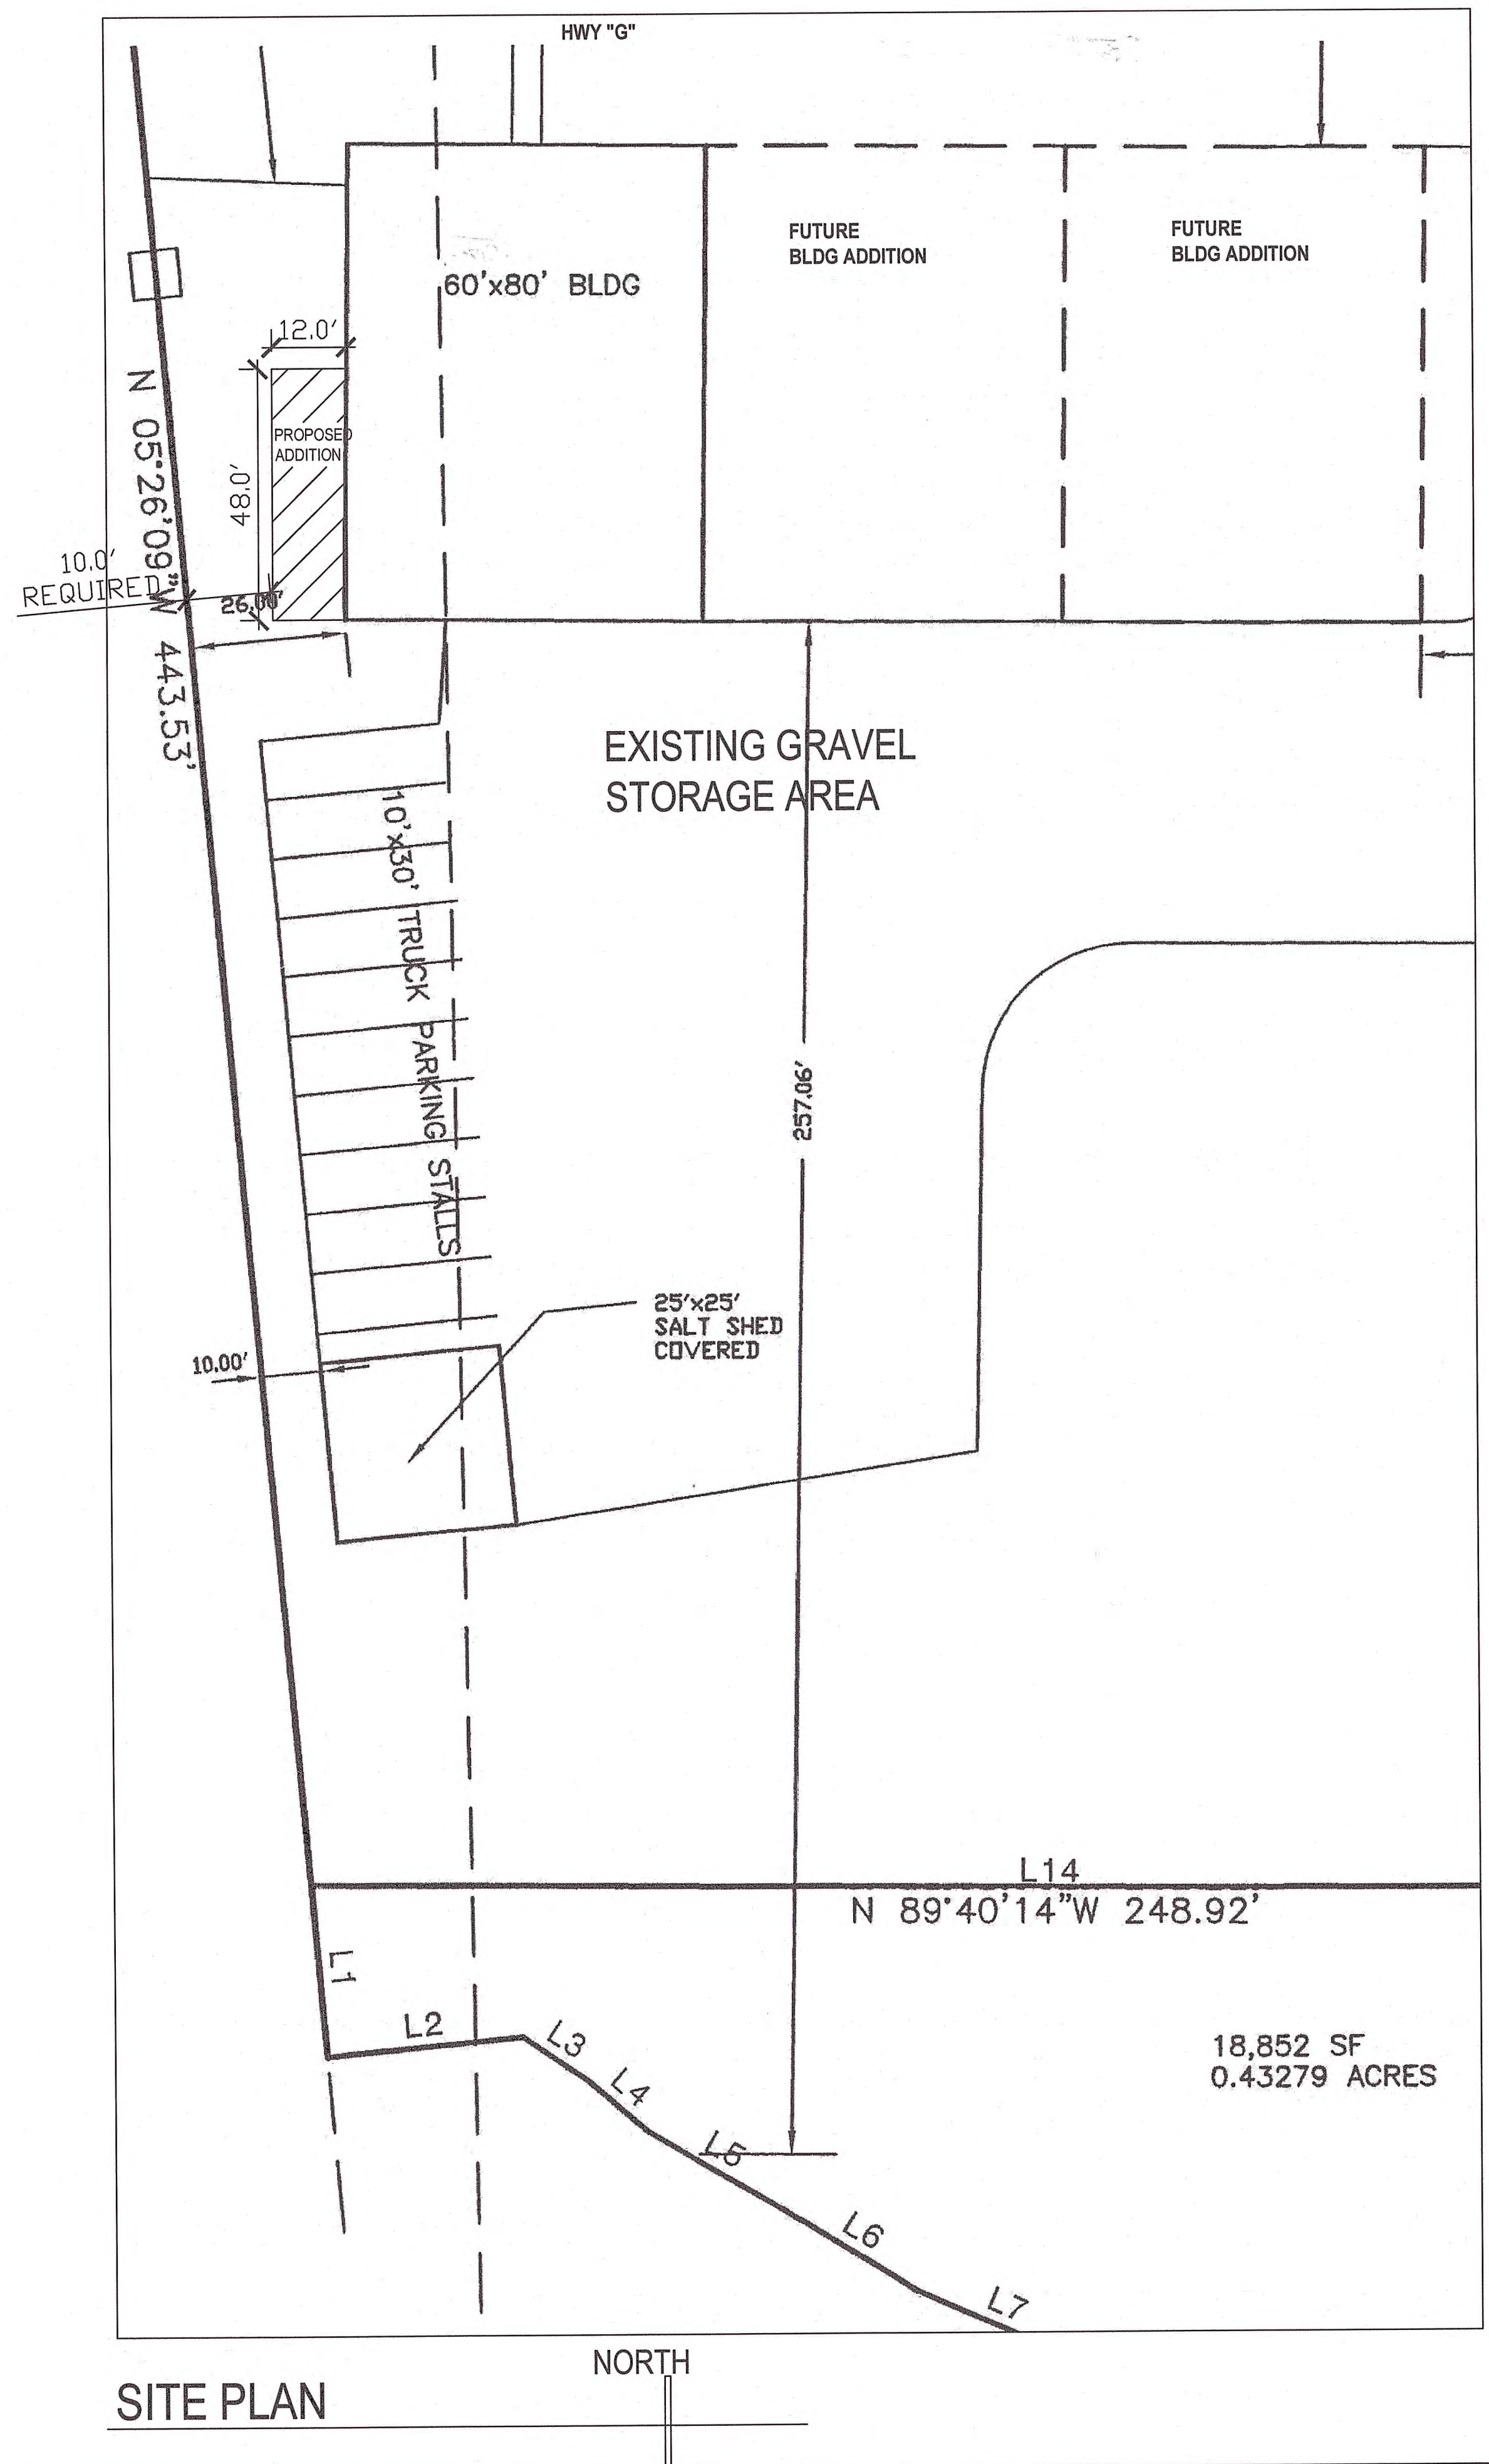 HWY "G"
FUTURE
BLDG ADDITION
FUTURE
BLDG ADDITION
60'x80' BLDG
12.0'
PROPOSED
ADDITION
48.0'
N 05°26'09"W 443.53'
10.0'
REQUIRED
26.00'
EXISTING GRAVEL
STORAGE AREA
10'x30' TRUCK PARKING STALLS
257.06'
25'x25'
SALT SHED
COVERED
10.00'
L14
N 89°40'14"W 248.92'
L1
L2
L3
L4
L5
L6
L7
18,852 SF
0.43279 ACRES
NORTH
SITE PLAN